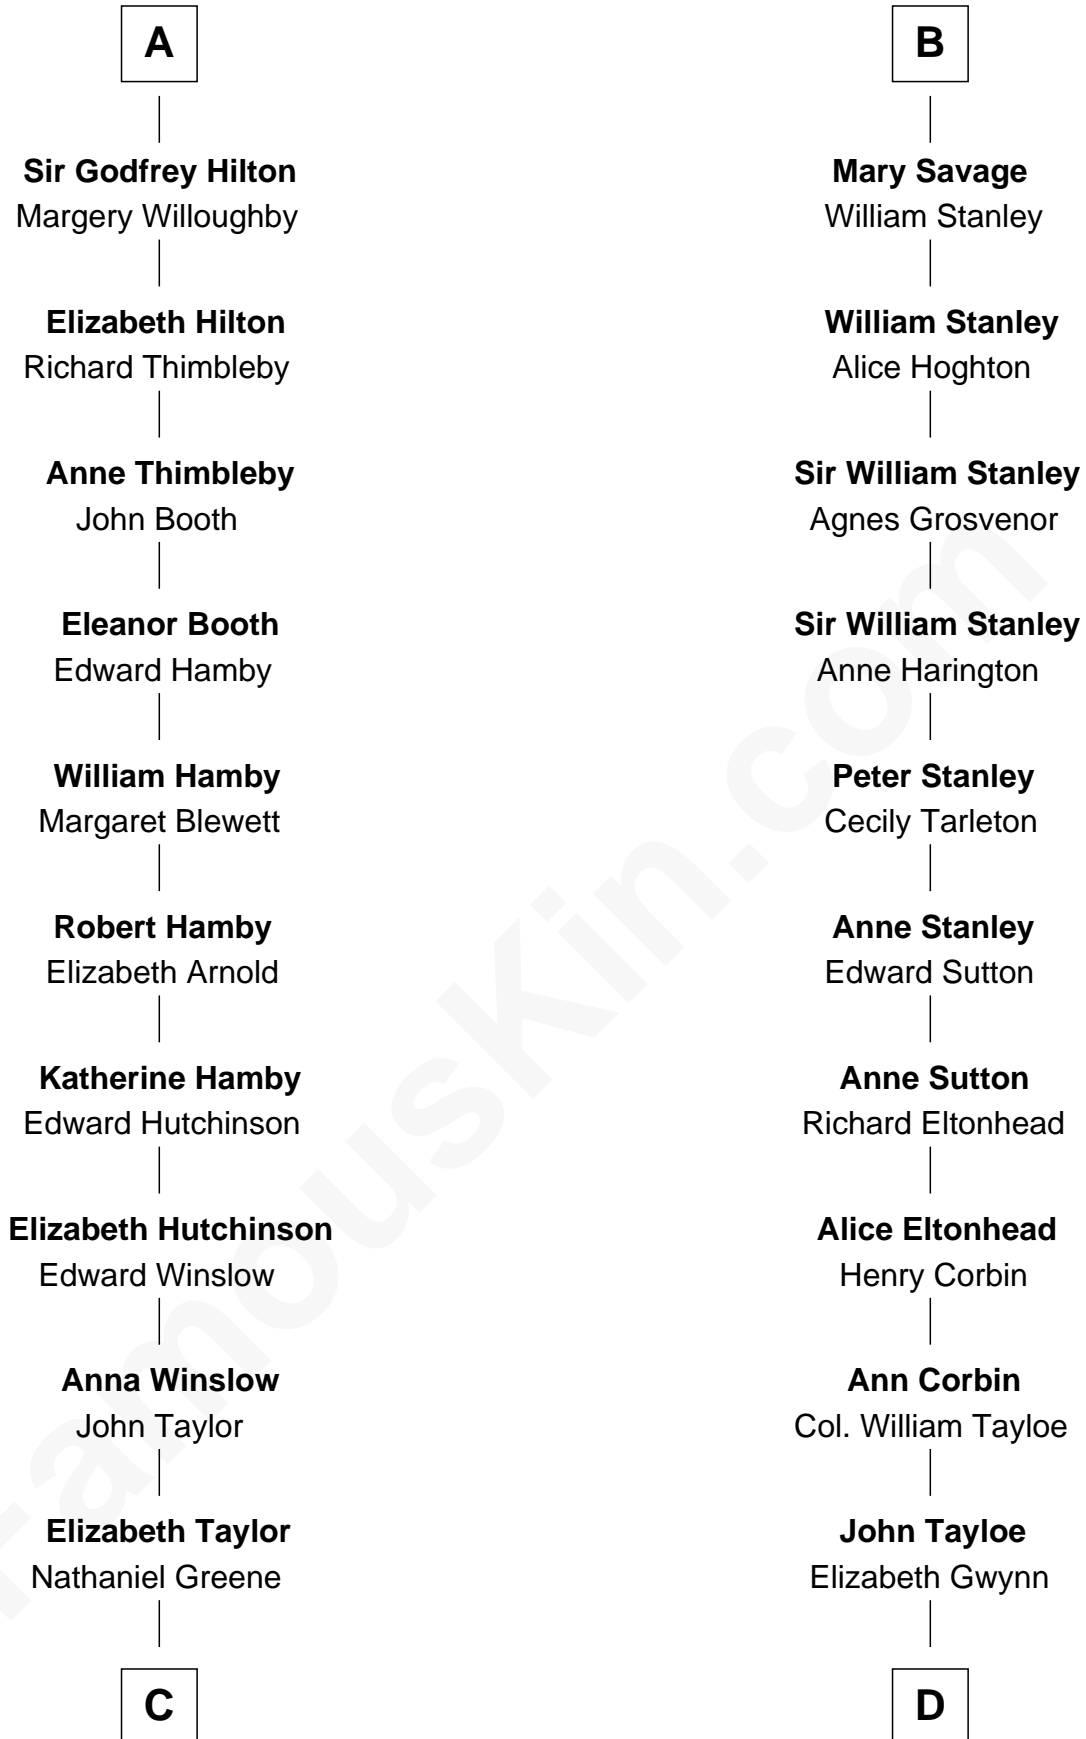 A
Sir Godfrey Hilton
Margery Willoughby
Elizabeth Hilton
Richard Thimbleby
Anne Thimbleby
John Booth
Eleanor Booth
Edward Hamby
William Hamby
Margaret Blewett
Robert Hamby
Elizabeth Arnold
Katherine Hamby
Edward Hutchinson
Elizabeth Hutchinson
Edward Winslow
Anna Winslow
John Taylor
Elizabeth Taylor
Nathaniel Greene
C
B
Mary Savage
William Stanley
William Stanley
Alice Hoghton
Sir William Stanley
Agnes Grosvenor
Sir William Stanley
Anne Harington
Peter Stanley
Cecily Tarleton
Anne Stanley
Edward Sutton
Anne Sutton
Richard Eltonhead
Alice Eltonhead
Henry Corbin
Ann Corbin
Col. William Tayloe
John Tayloe
Elizabeth Gwynn
D
FamousKin.com